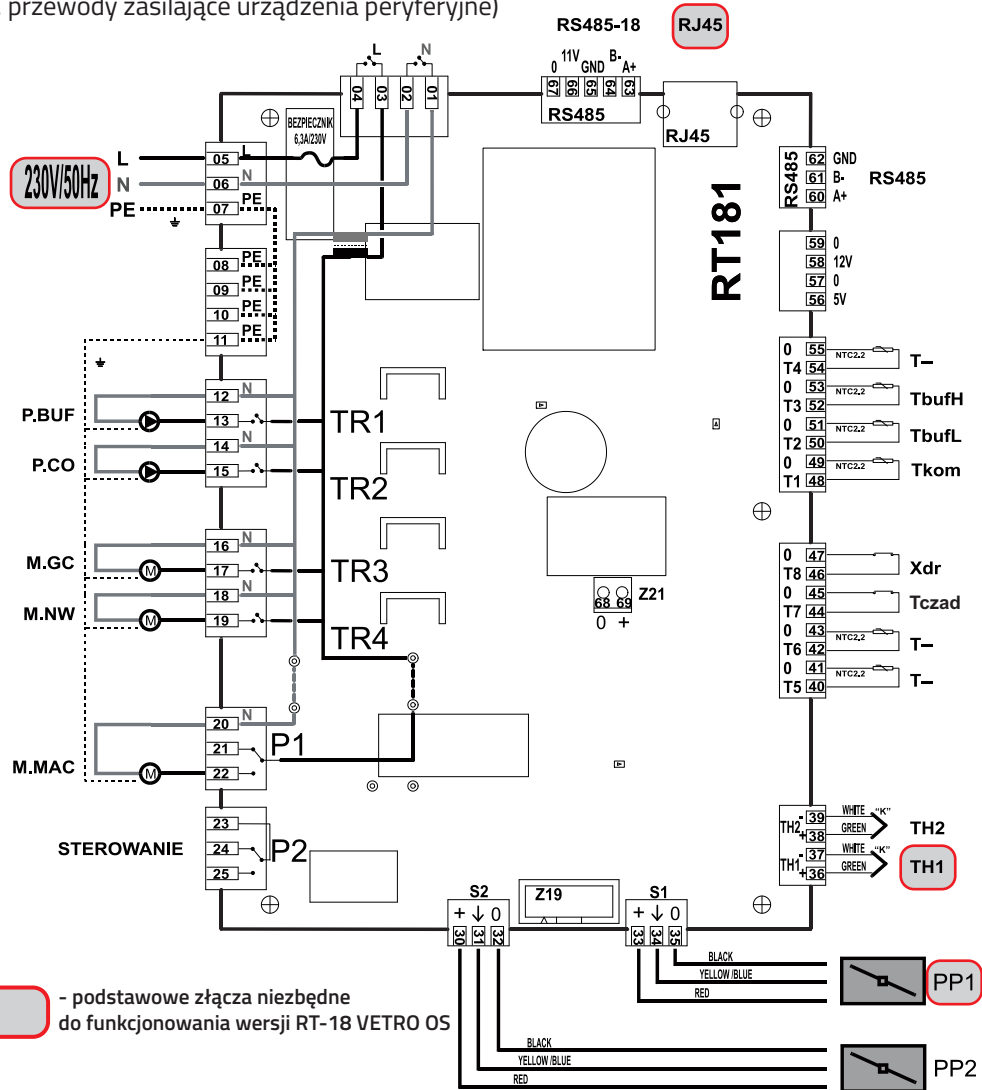 przewody zasilające urządzenia peryferyjne)
RS485-18
RJ45
L
N
0 11V GND B- A+
04 03 02 01
67 66 65 64 63
RS485
RJ45
BEZPIECZNIK
6,3A/230V
230V/50Hz
L 05 L
N 06 N
PE 07 PE
08 PE
09 PE
10 PE
11
RT181
RS485
62 GND
61 B-
60 A+
RS485
59 0
58 12V
57 0
56 5V
0 55 NTC2.2
T4 54
T–
0 53 NTC2.2
T3 52
TbufH
0 51 NTC2.2
T2 50
TbufL
0 49 NTC2.2
T1 48
Tkom
P.BUF
12 N
13
TR1
P.CO
14 N
15
TR2
M.GC
16 N
17
TR3
M.NW
18 N
19
TR4
68 69 Z21
0 +
0 47
T8 46
Xdr
0 45
T7 44
Tczad
0 43 NTC2.2
T6 42
T–
0 41 NTC2.2
T5 40
T–
M.MAC
20 N
21
22
P1
M
M
M
STEROWANIE
23
24
25
P2
TH2 - 39 WHITE "K"
+ 38 GREEN
TH2
TH1 - 37 WHITE "K"
+ 36 GREEN
TH1
S2
+ ↓ 0
30 31 32
Z19
S1
+ ↓ 0
33 34 35
BLACK
YELLOW /BLUE
RED
PP1
- podstawowe złącza niezbędne
do funkcjonowania wersji RT-18 VETRO OS
BLACK
YELLOW /BLUE
RED
PP2